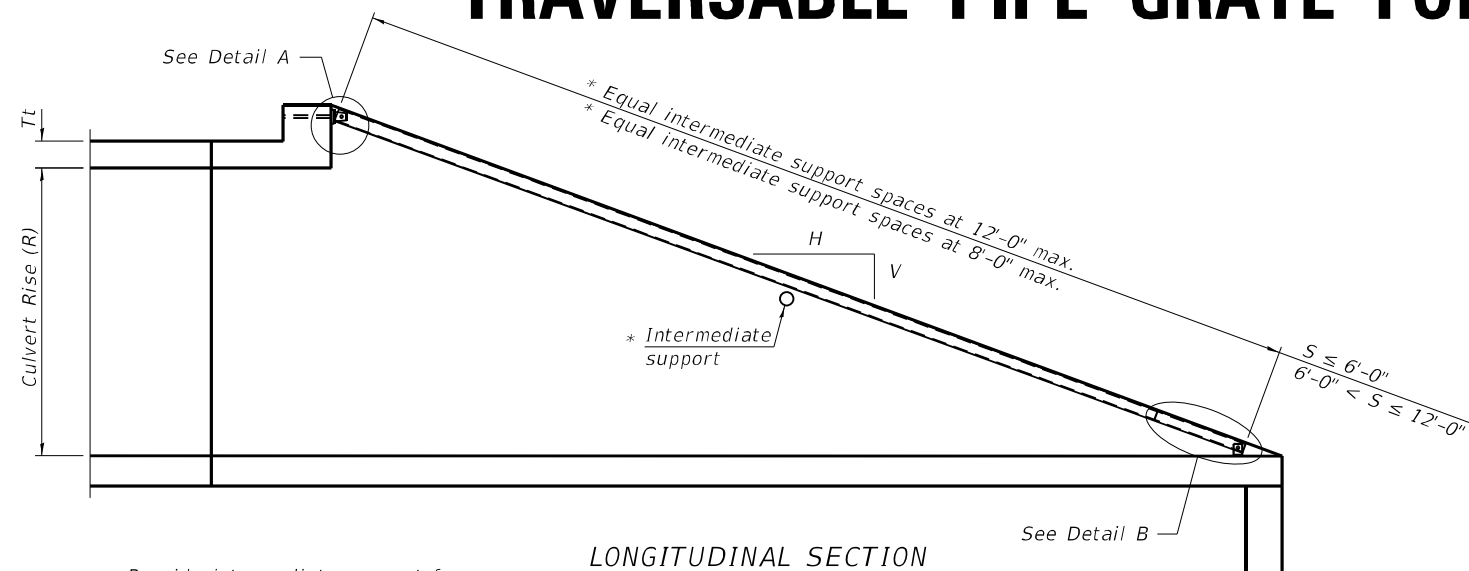 TRAVERSABLE PIPE GRATE FOR
See Detail A
Tt
* Equal intermediate support spaces at 12'-0" max.
* Equal intermediate support spaces at 8'-0" max.
H
V
Culvert Rise (R)
* Intermediate
support
S ≤ 6'-0"
6'-0" < S ≤ 12'-0"
See Detail B
LONGITUDINAL SECTION